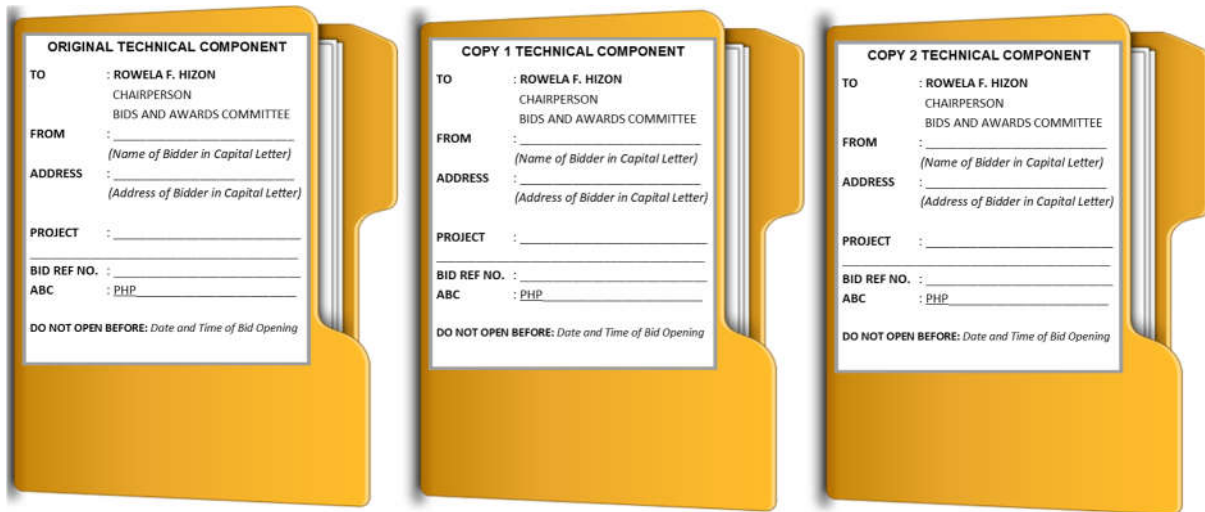 ORIGINAL TECHNICAL COMPONENT
TO : ROWELA F. HIZON
CHAIRPERSON
BIDS AND AWARDS COMMITTEE
FROM : ____________________
(Name of Bidder in Capital Letter)
ADDRESS : ____________________
(Address of Bidder in Capital Letter)
PROJECT : ____________________
____________________
BID REF NO. : ____________________
ABC : PHP____________________
DO NOT OPEN BEFORE: Date and Time of Bid Opening
COPY 1 TECHNICAL COMPONENT
TO : ROWELA F. HIZON
CHAIRPERSON
BIDS AND AWARDS COMMITTEE
FROM : ____________________
(Name of Bidder in Capital Letter)
ADDRESS : ____________________
(Address of Bidder in Capital Letter)
PROJECT : ____________________
____________________
BID REF NO. : ____________________
ABC : PHP____________________
DO NOT OPEN BEFORE: Date and Time of Bid Opening
COPY 2 TECHNICAL COMPONENT
TO : ROWELA F. HIZON
CHAIRPERSON
BIDS AND AWARDS COMMITTEE
FROM : ____________________
(Name of Bidder in Capital Letter)
ADDRESS : ____________________
(Address of Bidder in Capital Letter)
PROJECT : ____________________
____________________
BID REF NO. : ____________________
ABC : PHP____________________
DO NOT OPEN BEFORE: Date and Time of Bid Opening